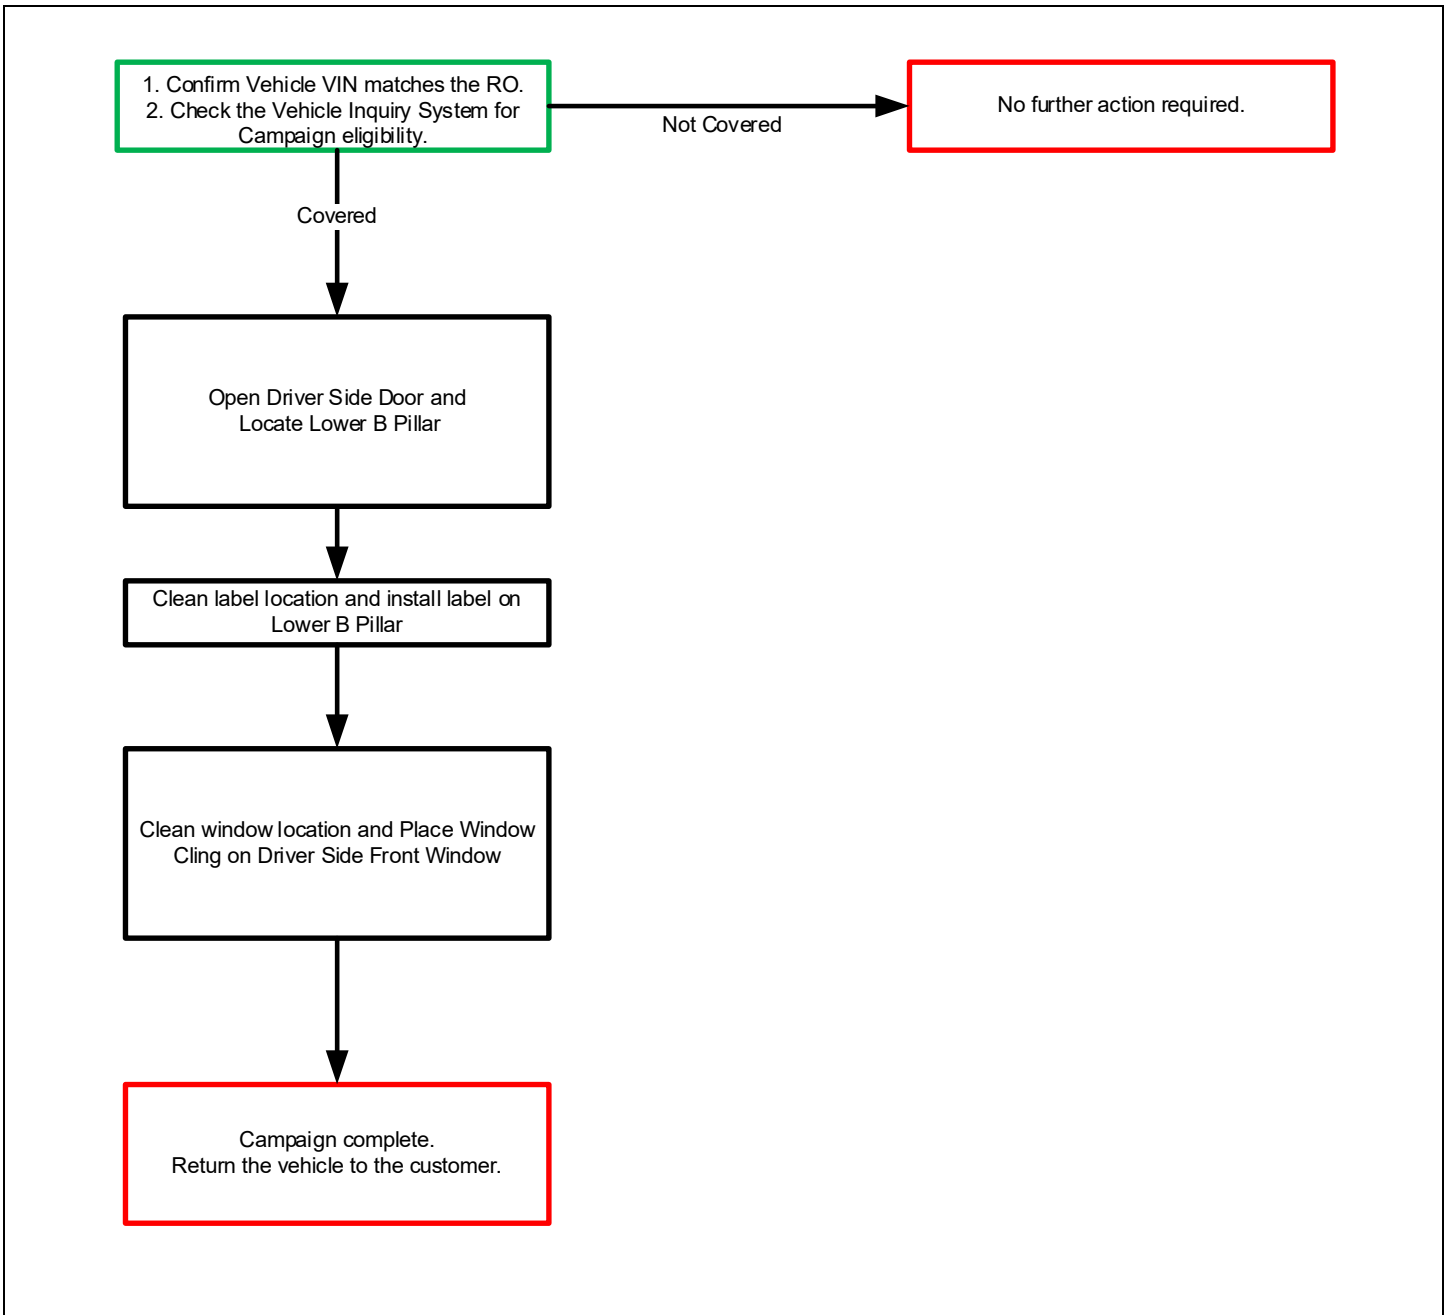 1. Confirm Vehicle VIN matches the RO.
2. Check the Vehicle Inquiry System for
Campaign eligibility.
Not Covered
No further action required.
Covered
Open Driver Side Door and
Locate Lower B Pillar
Clean label location and install label on
Lower B Pillar
Clean window location and Place Window
Cling on Driver Side Front Window
Campaign complete.
Return the vehicle to the customer.